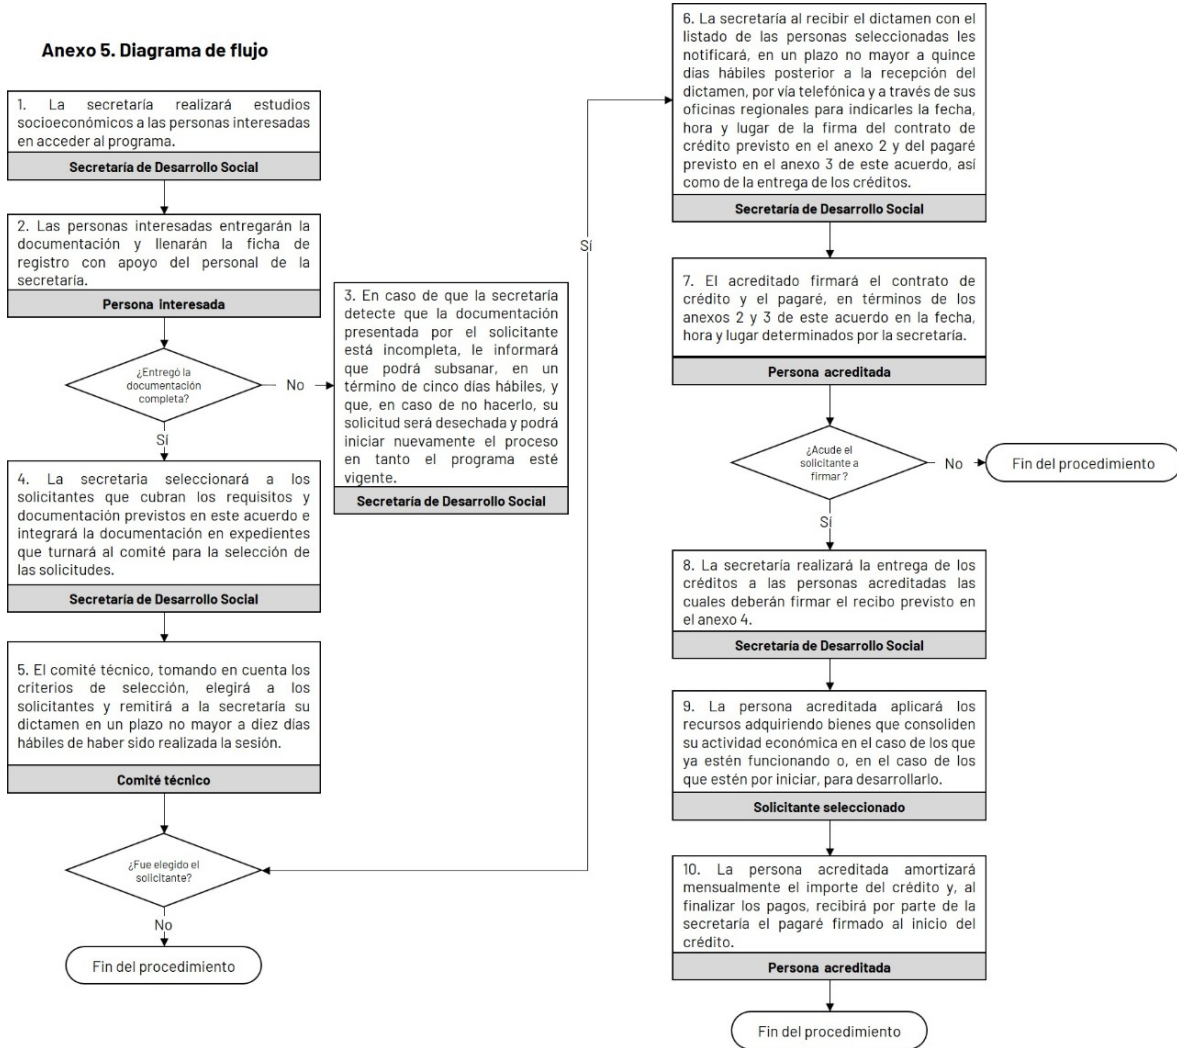 Anexo 5. Diagrama de flujo
1. La secretaría realizará estudios
socioeconómicos a las personas interesadas
en acceder al programa.
Secretaría de Desarrollo Social
2. Las personas interesadas entregarán la
documentación y llenarán la ficha de
registro con apoyo del personal de la
secretaría.
Persona interesada
¿Entregó la
documentación
completa?
No
3. En caso de que la secretaría
detecte que la documentación
presentada por el solicitante
está incompleta, le informará
que podrá subsanar, en un
término de cinco días hábiles, y
que, en caso de no hacerlo, su
solicitud será desechada y podrá
iniciar nuevamente el proceso
en tanto el programa esté
vigente.
Secretaría de Desarrollo Social
Sí
4. La secretaria seleccionará a los
solicitantes que cubran los requisitos y
documentación previstos en este acuerdo e
integrará la documentación en expedientes
que turnará al comité para la selección de
las solicitudes.
Secretaría de Desarrollo Social
5. El comité técnico, tomando en cuenta los
criterios de selección, elegirá a los
solicitantes y remitirá a la secretaría su
dictamen en un plazo no mayor a diez días
hábiles de haber sido realizada la sesión.
Comité técnico
¿Fue elegido el
solicitante?
No
Fin del procedimiento
Sí
6. La secretaría al recibir el dictamen con el
listado de las personas seleccionadas les
notificará, en un plazo no mayor a quince
días hábiles posterior a la recepción del
dictamen, por vía telefónica y a través de sus
oficinas regionales para indicarles la fecha,
hora y lugar de la firma del contrato de
crédito previsto en el anexo 2 y del pagaré
previsto en el anexo 3 de este acuerdo, así
como de la entrega de los créditos.
Secretaría de Desarrollo Social
7. El acreditado firmará el contrato de
crédito y el pagaré, en términos de los
anexos 2 y 3 de este acuerdo en la fecha,
hora y lugar determinados por la secretaría.
Persona acreditada
¿Acude el
solicitante a
firmar ?
No
Fin del procedimiento
Sí
8. La secretaría realizará la entrega de los
créditos a las personas acreditadas las
cuales deberán firmar el recibo previsto en
el anexo 4.
Secretaría de Desarrollo Social
9. La persona acreditada aplicará los
recursos adquiriendo bienes que consoliden
su actividad económica en el caso de los que
ya estén funcionando o, en el caso de los
que estén por iniciar, para desarrollarlo.
Solicitante seleccionado
10. La persona acreditada amortizará
mensualmente el importe del crédito y, al
finalizar los pagos, recibirá por parte de la
secretaría el pagaré firmado al inicio del
crédito.
Persona acreditada
Fin del procedimiento